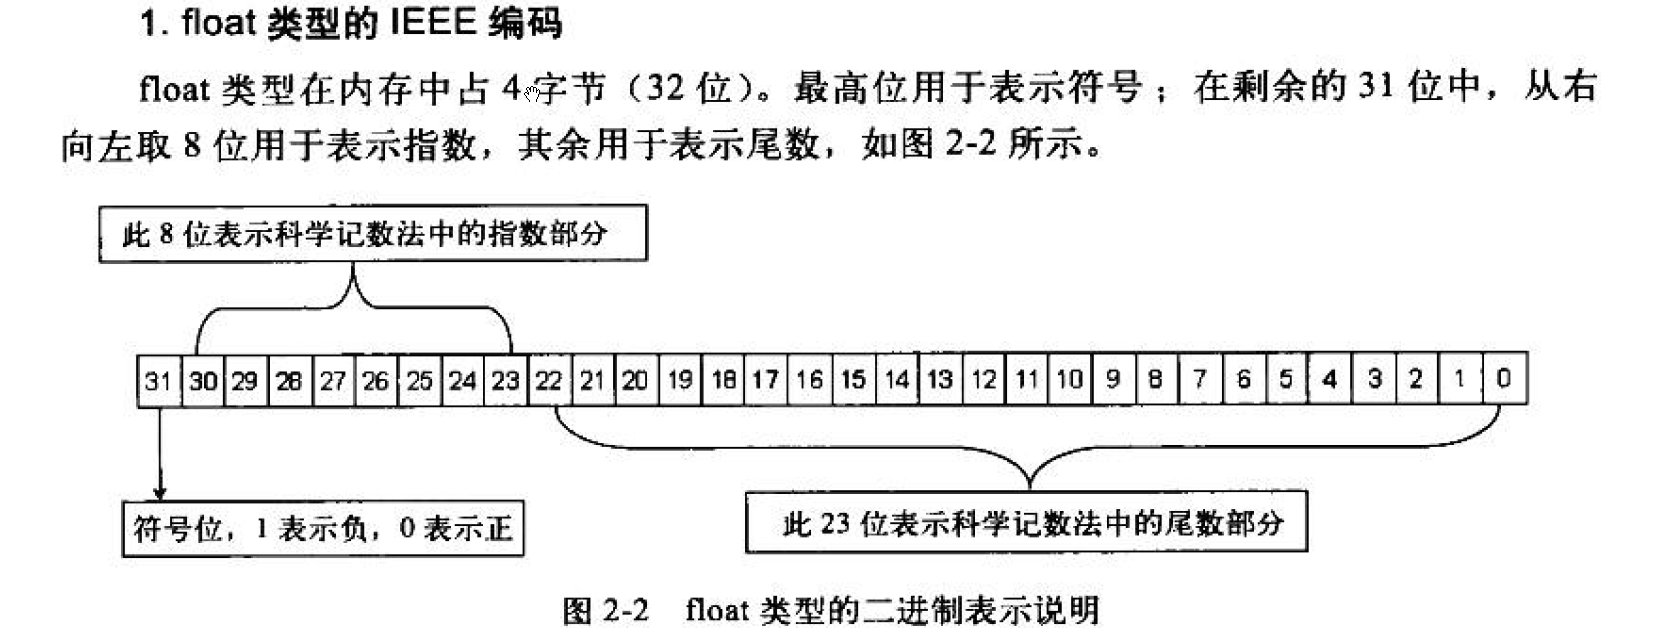 1. float 类型的 IEEE 编码
float 类型在内存中占 4 字节（32 位）。最高位用于表示符号；在剩余的 31 位中，从右
向左取 8 位用于表示指数，其余用于表示尾数，如图 2-2 所示。
此 8 位表示科学记数法中的指数部分
31 30 29 28 27 26 25 24 23 22 21 20 19 18 17 16 15 14 13 12 11 10 9 8 7 6 5 4 3 2 1 0
符号位，1 表示负，0 表示正
此 23 位表示科学记数法中的尾数部分
图 2-2 float 类型的二进制表示说明